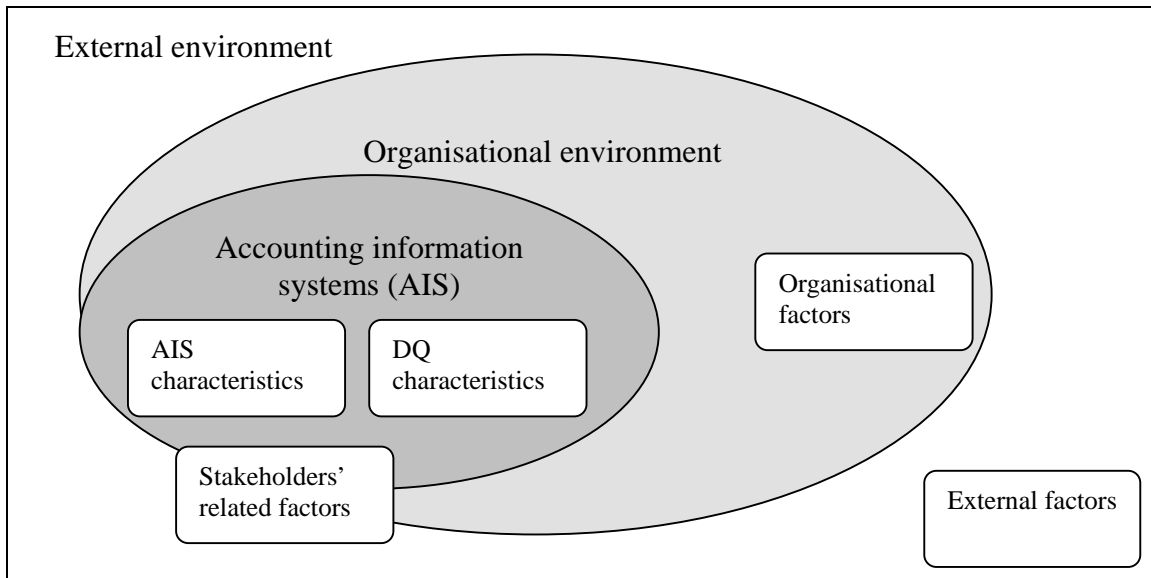 External environment
Organisational environment
Accounting information
systems (AIS)
Organisational
factors
AIS
characteristics
DQ
characteristics
Stakeholders’
related factors
External factors